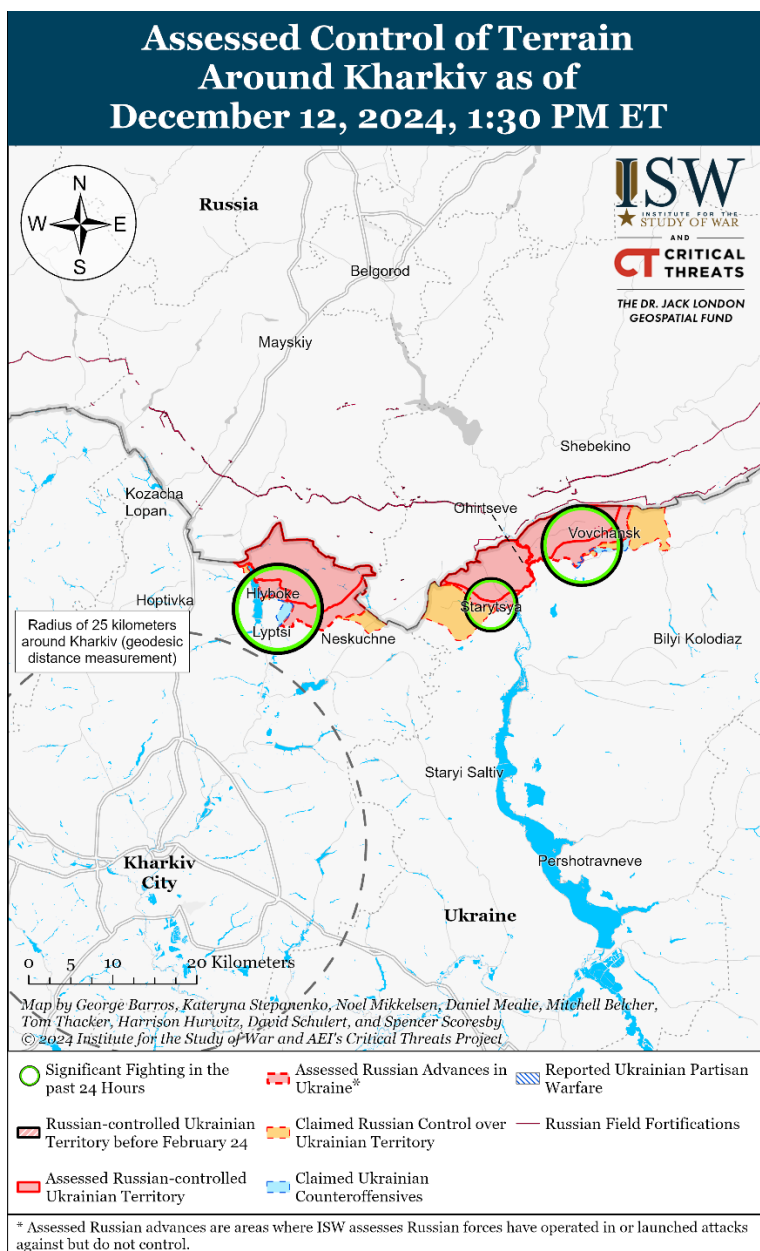 Assessed Control of Terrain
Around Kharkiv as of
December 12, 2024, 1:30 PM ET
N
W
E
S
Russia
ISW
INSTITUTE FOR THE
STUDY OF WAR
AND
CT CRITICAL
THREATS
THE DR. JACK LONDON
GEOSPATIAL FUND
Belgorod
Mayskiy
Shebekino
Kozacha
Lopan
Ohirtseve
Vovchansk
Hoptivka
Hlyboke
Starytsya
Radius of 25 kilometers
around Kharkiv (geodesic
distance measurement)
Lyptsi
Neskuchne
Bilyi Kolodiaz
Staryi Saltiv
Kharkiv
City
Pershotravneve
Ukraine
0 5 10 20 Kilometers
Map by George Barros, Kateryna Stepanenko, Noel Mikkelsen, Daniel Mealie, Mitchell Belcher,
Tom Thacker, Harrison Hurwitz, David Schulert, and Spencer Scoresby
© 2024 Institute for the Study of War and AEI's Critical Threats Project
Significant Fighting in the
past 24 Hours
Russian-controlled Ukrainian
Territory before February 24
Assessed Russian-controlled
Ukrainian Territory
Assessed Russian Advances in
Ukraine*
Claimed Russian Control over
Ukrainian Territory
Claimed Ukrainian
Counteroffensives
Reported Ukrainian Partisan
Warfare
Russian Field Fortifications
* Assessed Russian advances are areas where ISW assesses Russian forces have operated in or launched attacks
against but do not control.